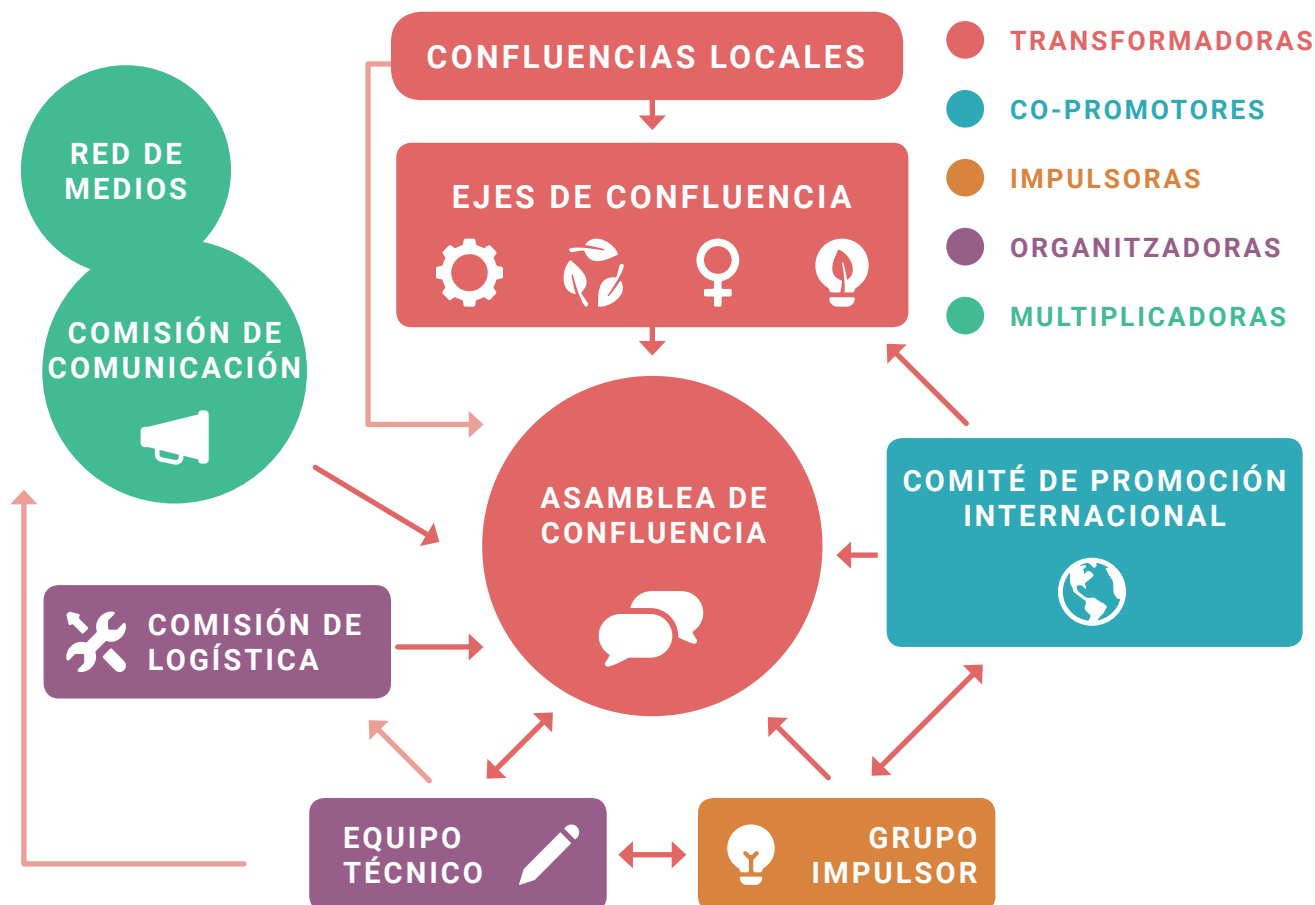 CONFLUENCIAS LOCALES
TRANSFORMADORAS
CO-PROMOTORES
IMPULSORAS
ORGANITZADORAS
MULTIPLICADORAS
RED DE
MEDIOS
EJES DE CONFLUENCIA
COMISIÓN DE
COMUNICACIÓN
ASAMBLEA DE
CONFLUENCIA
COMITÉ DE PROMOCIÓN
INTERNACIONAL
COMISIÓN DE
LOGÍSTICA
EQUIPO
TÉCNICO
GRUPO
IMPULSOR